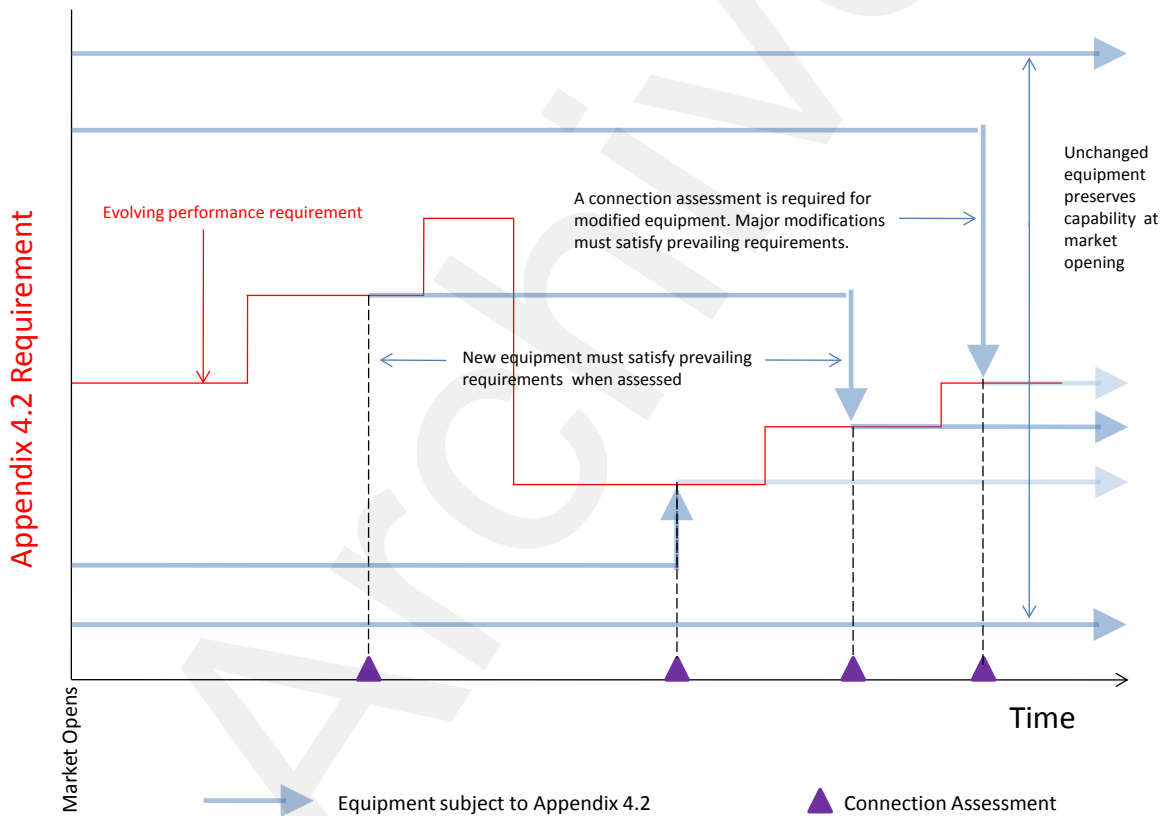 Evolving performance requirement
A connection assessment is required for
modified equipment. Major modifications
must satisfy prevailing requirements.
Unchanged
equipment
preserves
capability at
market
opening
New equipment must satisfy prevailing
requirements when assessed
Appendix 4.2 Requirement
Market Opens
Time
Equipment subject to Appendix 4.2
Connection Assessment
Archive